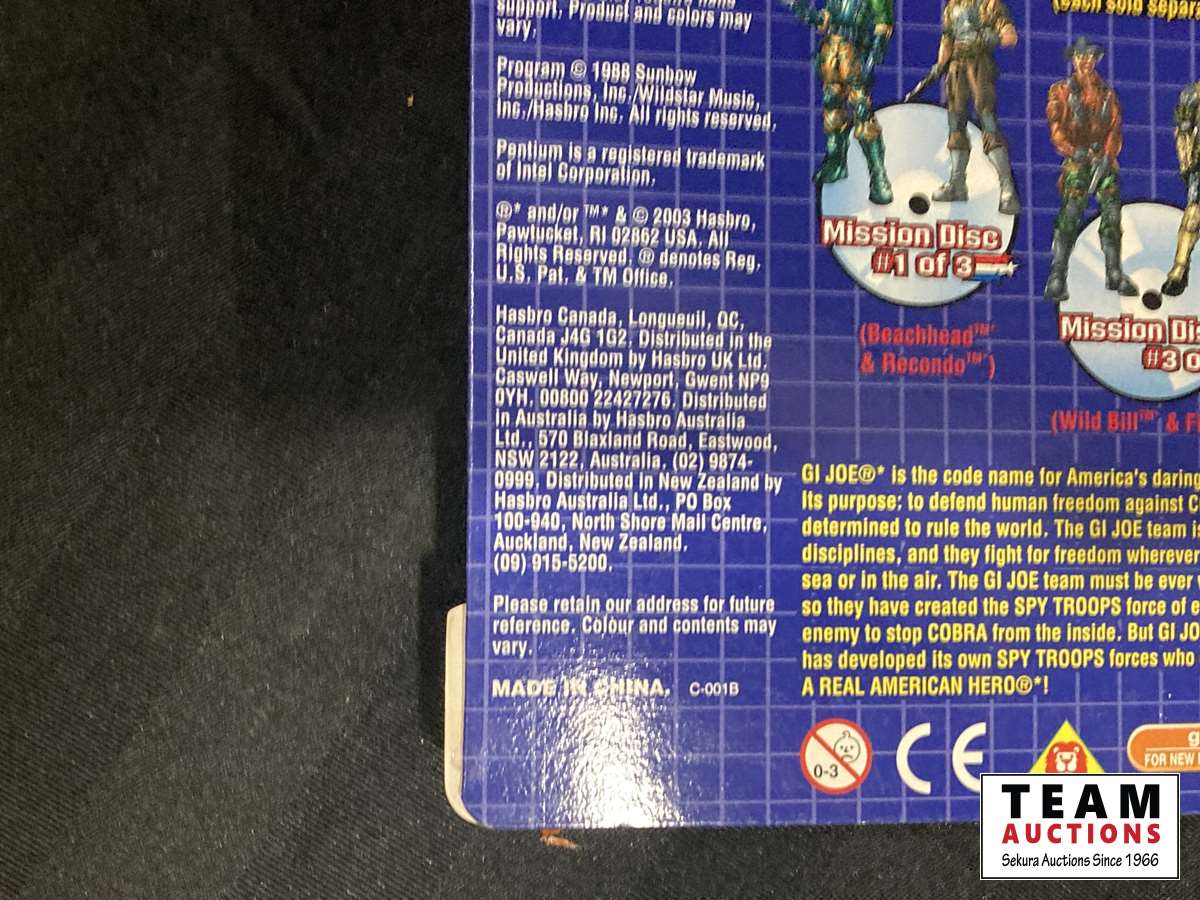 support. Product and colors may
vary.
Program © 1988 Sunbow
Productions, Inc./Wildstar Music,
Inc./Hasbro Inc. All rights reserved.
Pentium is a registered trademark
of Intel Corporation.
®* and/or ™* & © 2003 Hasbro,
Pawtucket, RI 02862 USA. All
Rights Reserved. ® denotes Reg.
U.S. Pat. & TM Office.
Hasbro Canada, Longueuil, QC,
Canada J4G 1G2. Distributed in the
United Kingdom by Hasbro UK Ltd.
Caswell Way, Newport, Gwent NP9
0YH. 00800 22427276. Distributed
in Australia by Hasbro Australia
Ltd., 570 Blaxland Road, Eastwood,
NSW 2122, Australia. (02) 9874-
0999. Distributed in New Zealand by
Hasbro Australia Ltd., PO Box
100-940, North Shore Mail Centre,
Auckland, New Zealand.
(09) 915-5200.
Please retain our address for future
reference. Colour and contents may
vary.
MADE IN CHINA. C-001B
(each sold
Mission Disc
#1 of 3
(Beachhead™*
& Recondo™*)
Mission
#3
(Wild Bill™* &
GI JOE®* is the code name for America's daring
Its purpose: to defend human freedom against
determined to rule the world. The GI JOE team
disciplines, and they fight for freedom wherever
sea or in the air. The GI JOE team must be ever
so they have created the SPY TROOPS force of
enemy to stop COBRA from the inside. But GI
has developed its own SPY TROOPS forces who
A REAL AMERICAN HERO®*!
0-3
CE
FOR NEW
TEAM
AUCTIONS
Sekura Auctions Since 1966